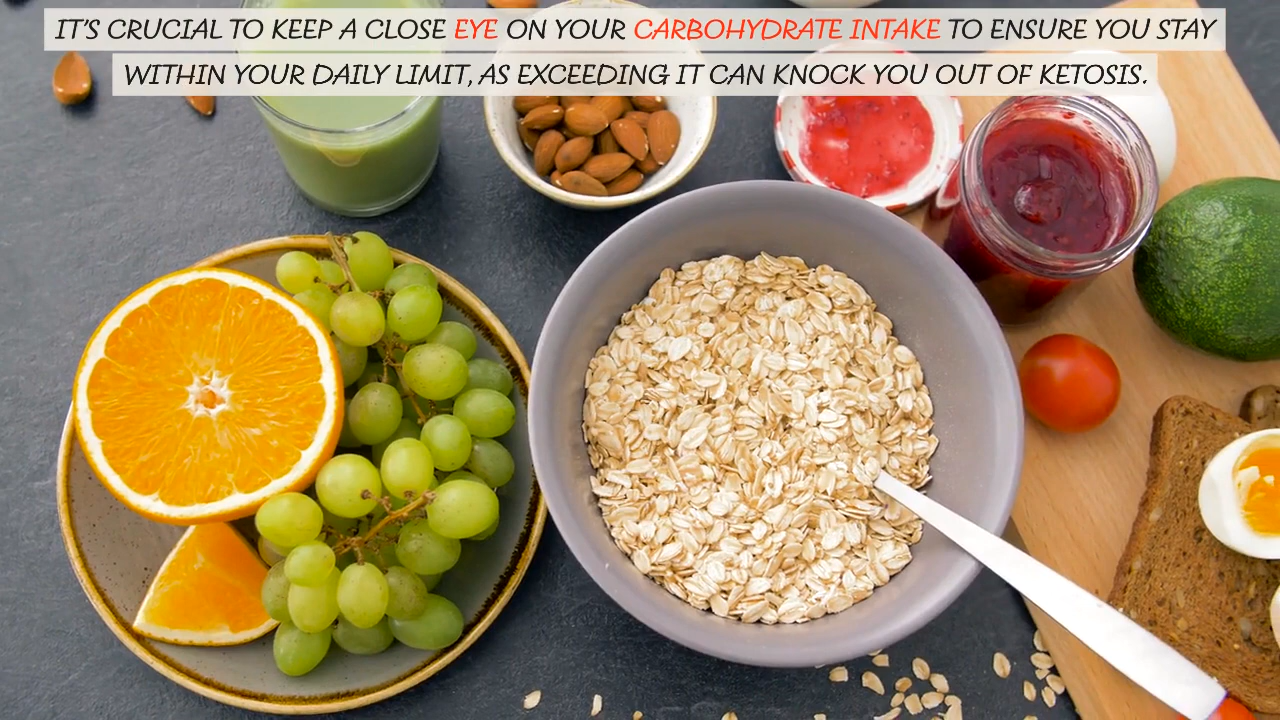 IT'S CRUCIAL TO KEEP A CLOSE EYE ON YOUR CARBOHYDRATE INTAKE TO ENSURE YOU STAY
WITHIN YOUR DAILY LIMIT, AS EXCEEDING IT CAN KNOCK YOU OUT OF KETOSIS.